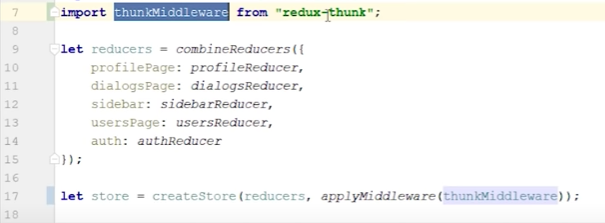 7 import thunkMiddleware from "redux-thunk";
8
9 let reducers = combineReducers({
10 profilePage: profileReducer,
11 dialogsPage: dialogsReducer,
12 sidebar: sidebarReducer,
13 usersPage: usersReducer,
14 auth: authReducer
15 });
16
17 let store = createStore(reducers, applyMiddleware(thunkMiddleware));
18